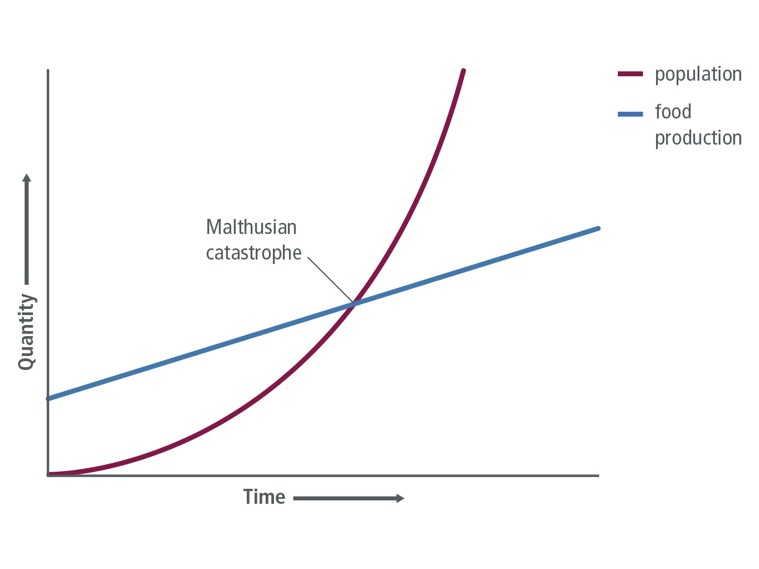 population
food
production
Malthusian
catastrophe
Quantity
Time